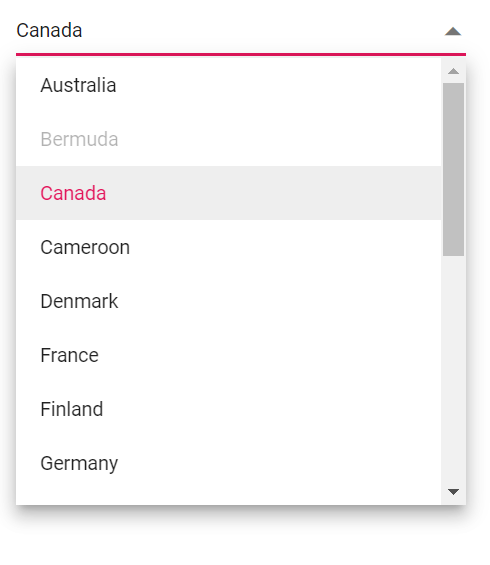 Canada
Australia
Bermuda
Canada
Cameroon
Denmark
France
Finland
Germany